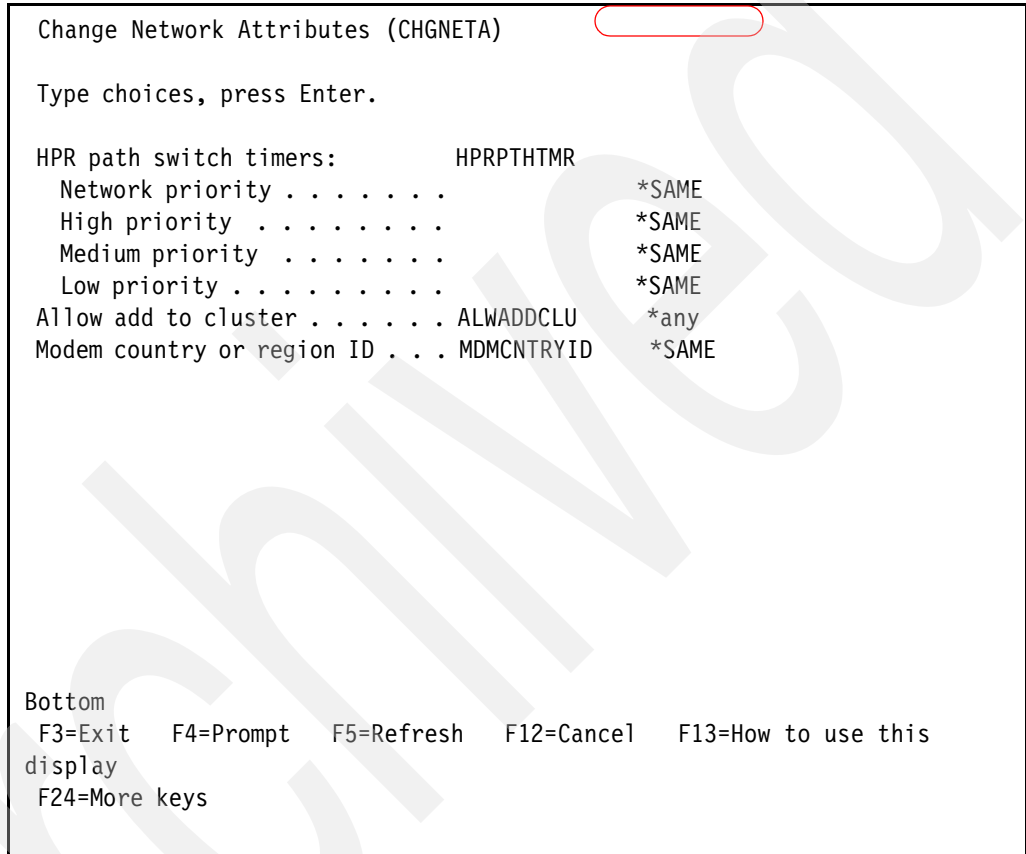 Change Network Attributes (CHGNETA)
Type choices, press Enter.
HPR path switch timers: HPRPTHTMR
Network priority . . . . . . . *SAME
High priority . . . . . . . . *SAME
Medium priority . . . . . . . *SAME
Low priority . . . . . . . . . *SAME
Allow add to cluster . . . . . . ALWADDCLU *any
Modem country or region ID . . . MDMCNTRYID *SAME
Bottom
F3=Exit F4=Prompt F5=Refresh F12=Cancel F13=How to use this
display
F24=More keys